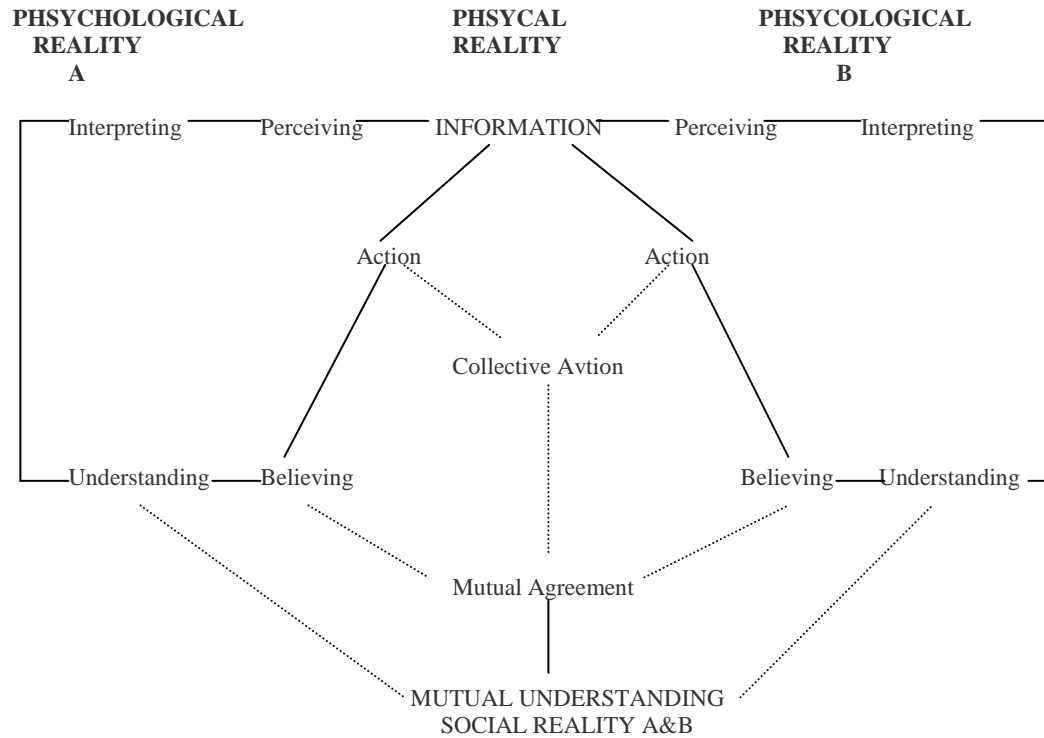 PHSYCHOLOGICAL PHSYCAL PHSYCOLOGICAL
REALITY REALITY REALITY
A B
Interpreting Perceiving INFORMATION Perceiving Interpreting
Action Action
Collective Avtion
Understanding Believing Believing Understanding
Mutual Agreement
MUTUAL UNDERSTANDING
SOCIAL REALITY A&B